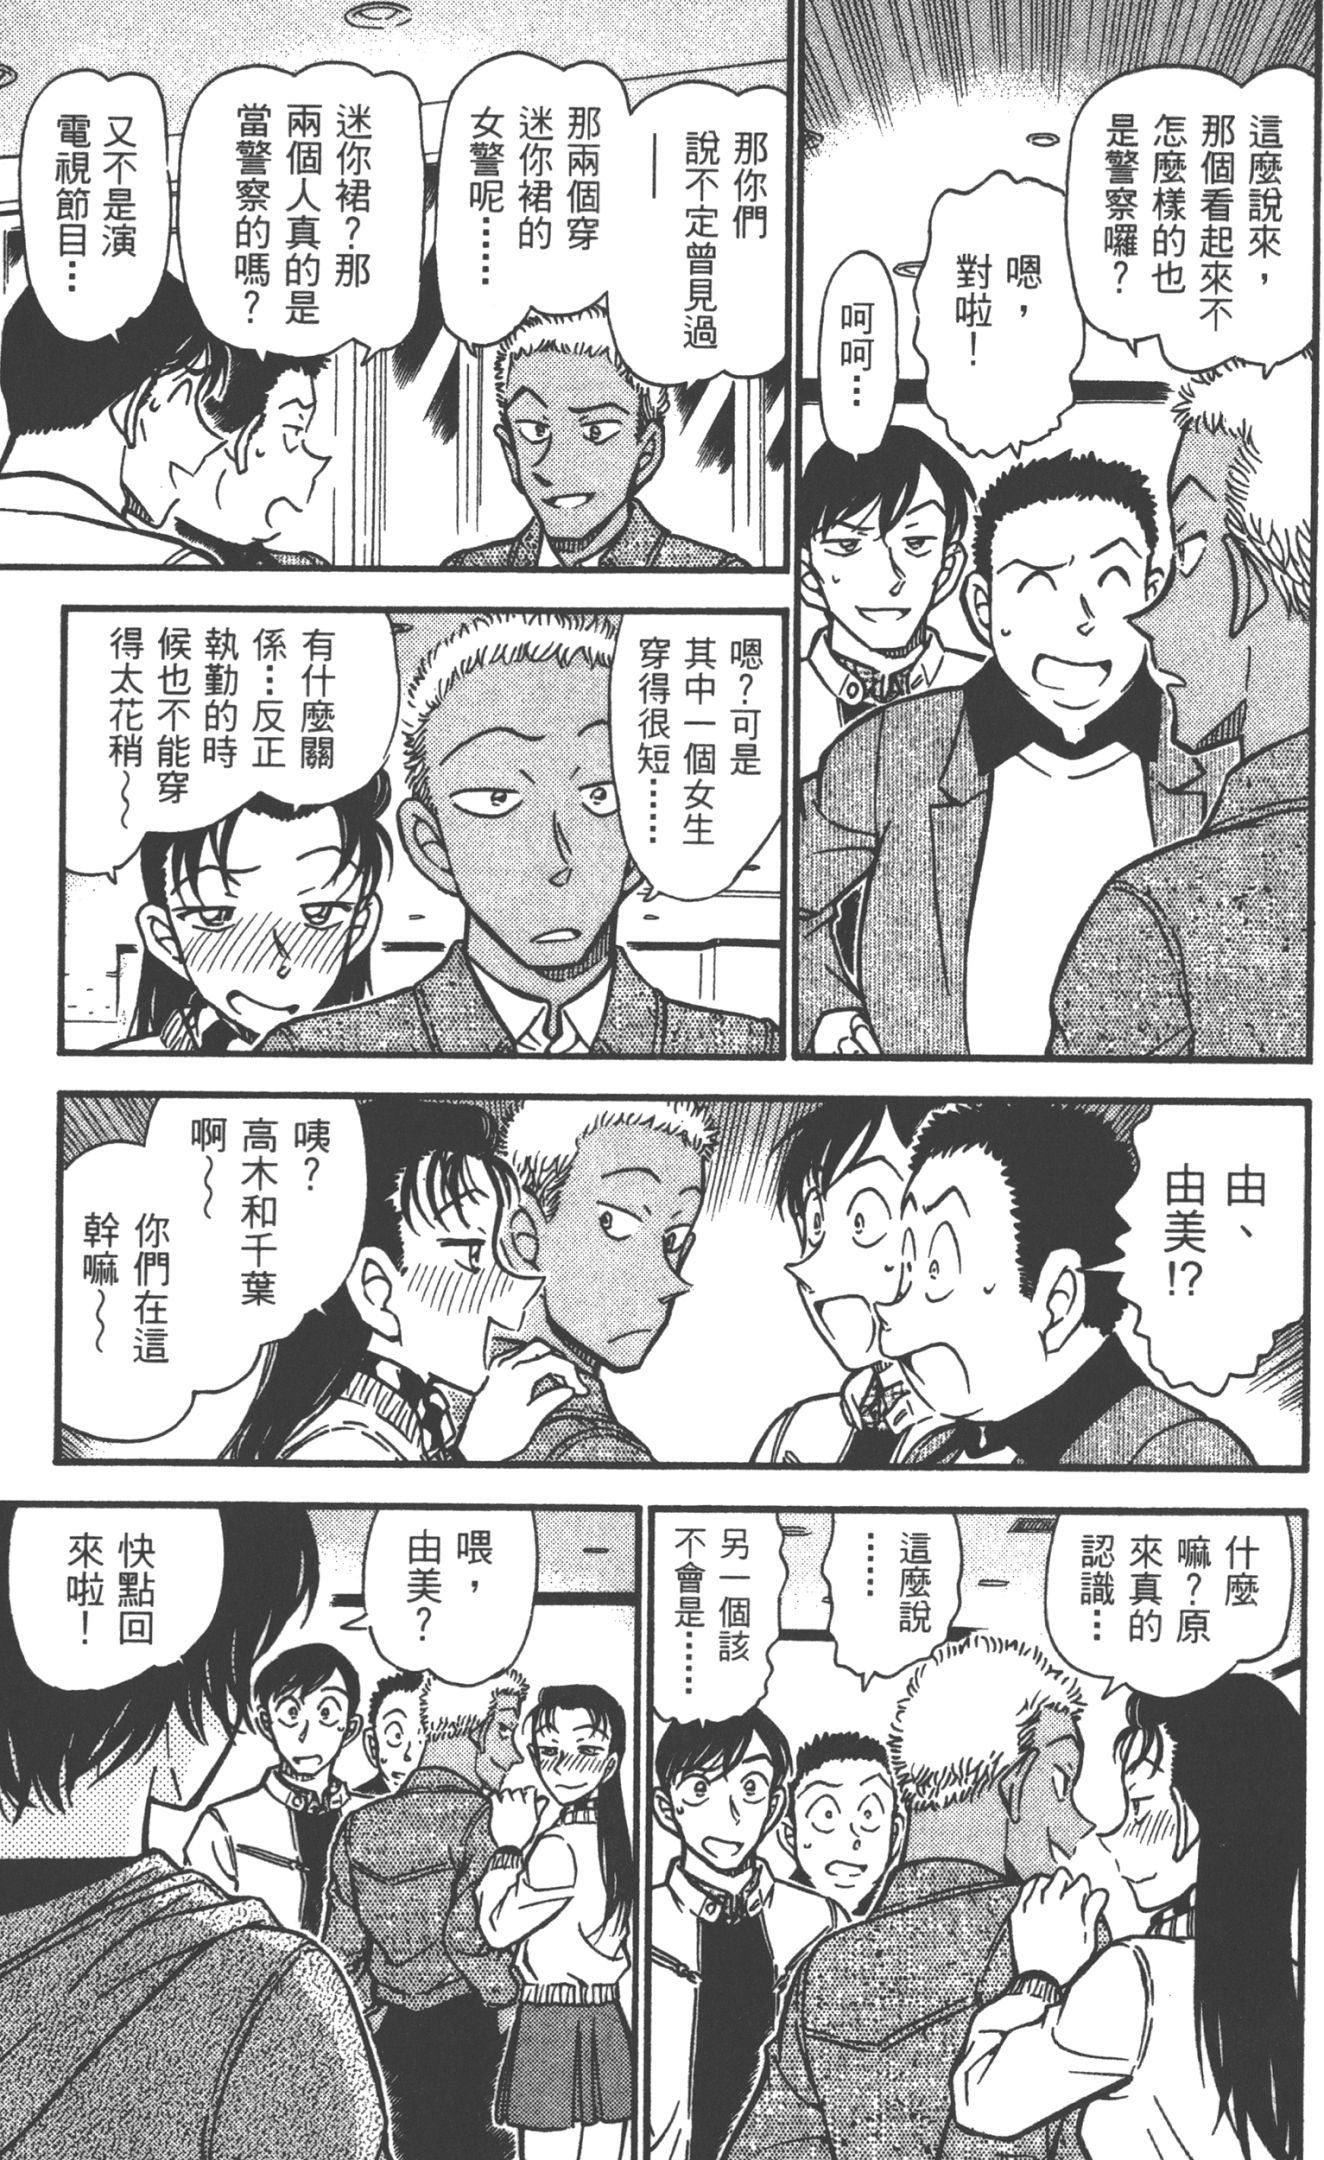 這麼說來，
那個看起來不
怎麼樣的也
是警察囉？
嗯，
對啦！
呵呵…
那你們
說不定曾見過
——
那兩個穿
迷你裙的
女警呢……
迷你裙？那
兩個人真的是
當警察的嗎？
又不是演
電視節目…
嗯？可是
其中一個女生
穿得很短……
有什麼關
係…反正
執勤的時
候也不能穿
得太花稍～
由、
由美!?
咦？
高木和千葉
啊～
你們在這
幹嘛～
什麼
嘛？原
來真的
認識…
這麼說
……
另一個該
不會是……
喂，
由美？
快點回
來啦！